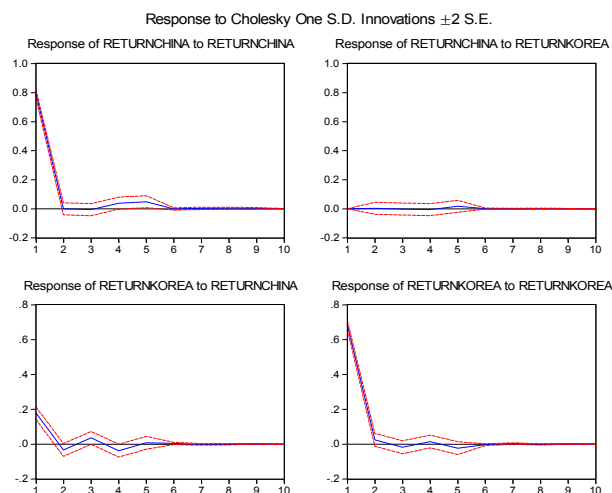 Response to Cholesky One S.D. Innovations ±2 S.E.
Response of RETURNCHINA to RETURNCHINA
1.0
0.8
0.6
0.4
0.2
0.0
-0.2
1 2 3 4 5 6 7 8 9 10
Response of RETURNCHINA to RETURNKOREA
1.0
0.8
0.6
0.4
0.2
0.0
-0.2
1 2 3 4 5 6 7 8 9 10
Response of RETURNKOREA to RETURNCHINA
.8
.6
.4
.2
.0
-.2
1 2 3 4 5 6 7 8 9 10
Response of RETURNKOREA to RETURNKOREA
.8
.6
.4
.2
.0
-.2
1 2 3 4 5 6 7 8 9 10